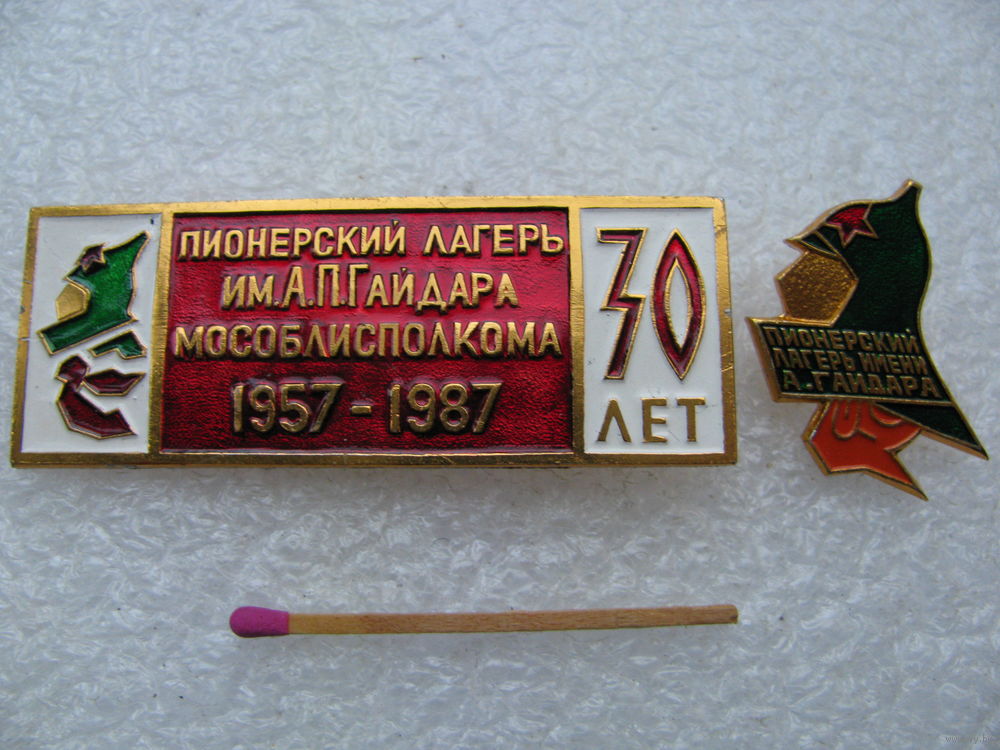 ПИОНЕРСКИЙ ЛАГЕРЬ
ИМ.А.П.ГАЙДАРА
МОСОБЛИСПОЛКОМА
1957-1987
30
ЛЕТ
ПИОНЕРСКИЙ
ЛАГЕРЬ ИМЕНИ
А.ГАЙДАРА